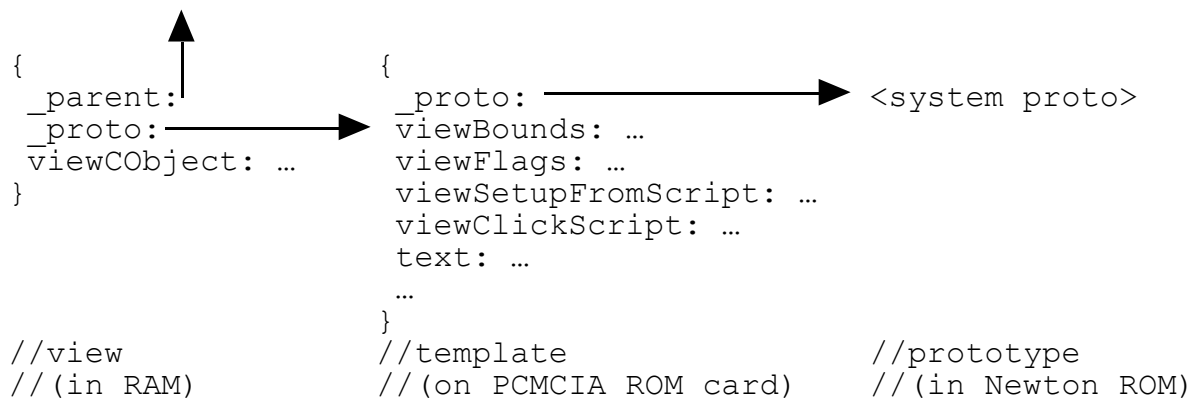 { {
_parent: _proto: <system proto>
_proto: viewBounds: …
viewCObject: … viewFlags: …
} viewSetupFromScript: …
viewClickScript: …
text: …
…
}
//view //template //prototype
//(in RAM) //(on PCMCIA ROM card) //(in Newton ROM)